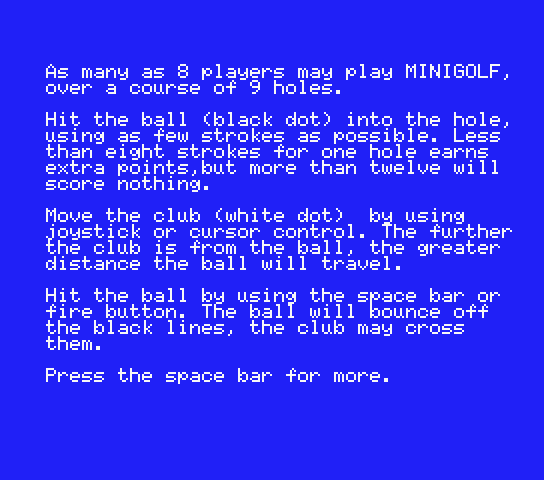 As many as 8 players may play MINIGOLF,
over a course of 9 holes.
Hit the ball (black dot) into the hole,
using as few strokes as possible. Less
than eight strokes for one hole earns
extra points,but more than twelve will
score nothing.
Move the club (white dot)  by using
joystick or cursor control. The further
the club is from the ball, the greater
distance the ball will travel.
Hit the ball by using the space bar or
fire button. The ball will bounce off
the black lines, the club may cross
them.
Press the space bar for more.